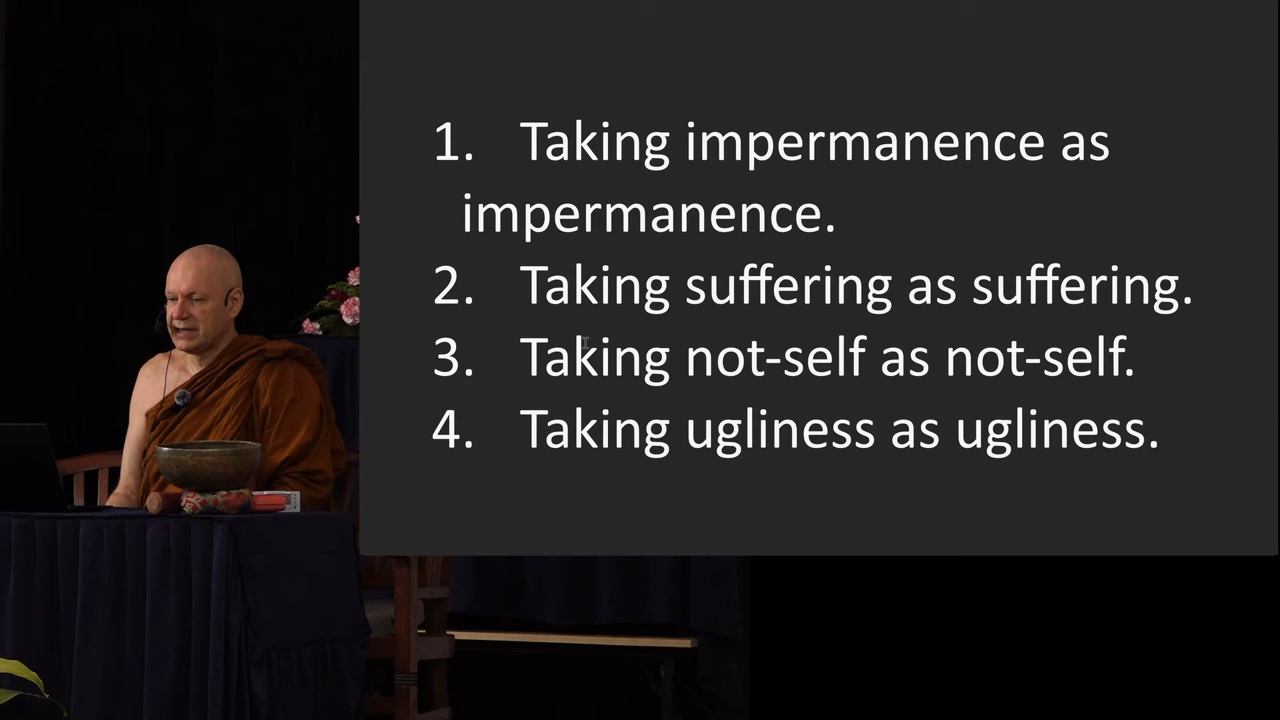 1. Taking impermanence as
impermanence.
2. Taking suffering as suffering.
3. Taking not-self as not-self.
4. Taking ugliness as ugliness.